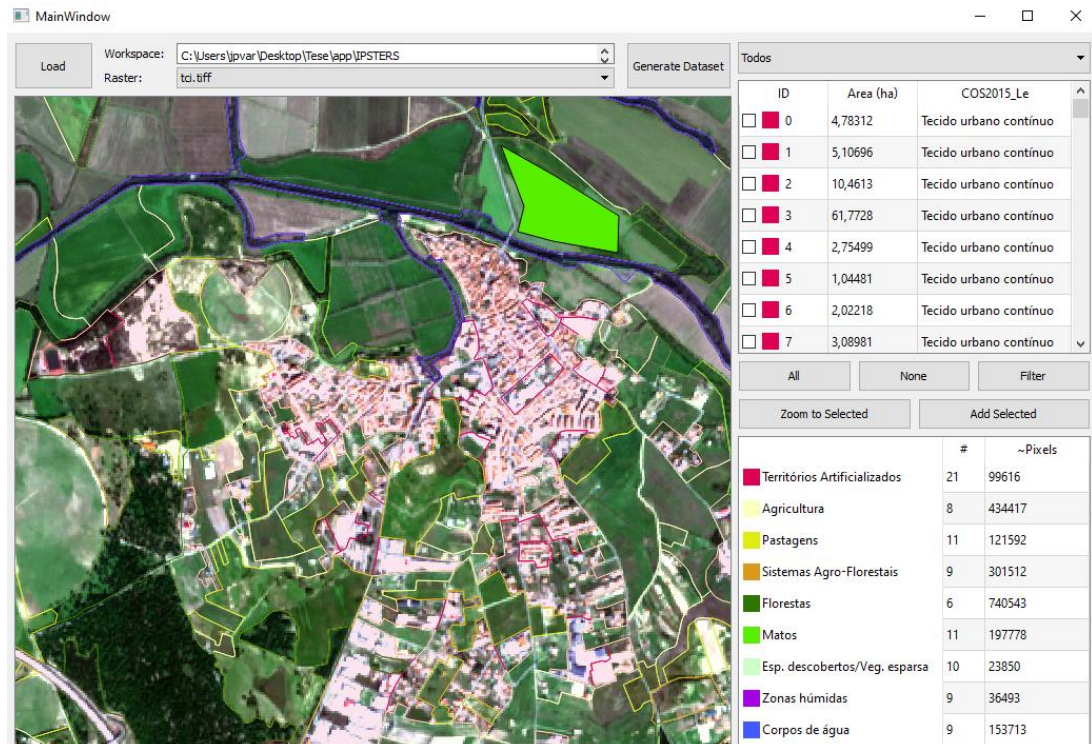 MainWindow
Load
Workspace: C:\Users\jpvar\Desktop\Tese\app\IPSTERS
Raster: tci.tiff
Generate Dataset
Todos
ID Area (ha) COS2015_Le
0 4,78312 Tecido urbano contínuo
1 5,10696 Tecido urbano contínuo
2 10,4613 Tecido urbano contínuo
3 61,7728 Tecido urbano contínuo
4 2,75499 Tecido urbano contínuo
5 1,04481 Tecido urbano contínuo
6 2,02218 Tecido urbano contínuo
7 3,08981 Tecido urbano contínuo
All None Filter
Zoom to Selected Add Selected
# ~Pixels
Territórios Artificializados 21 99616
Agricultura 8 434417
Pastagens 11 121592
Sistemas Agro-Florestais 9 301512
Florestas 6 740543
Matos 11 197778
Esp. descobertos/Veg. esparsa 10 23850
Zonas húmidas 9 36493
Corpos de água 9 153713